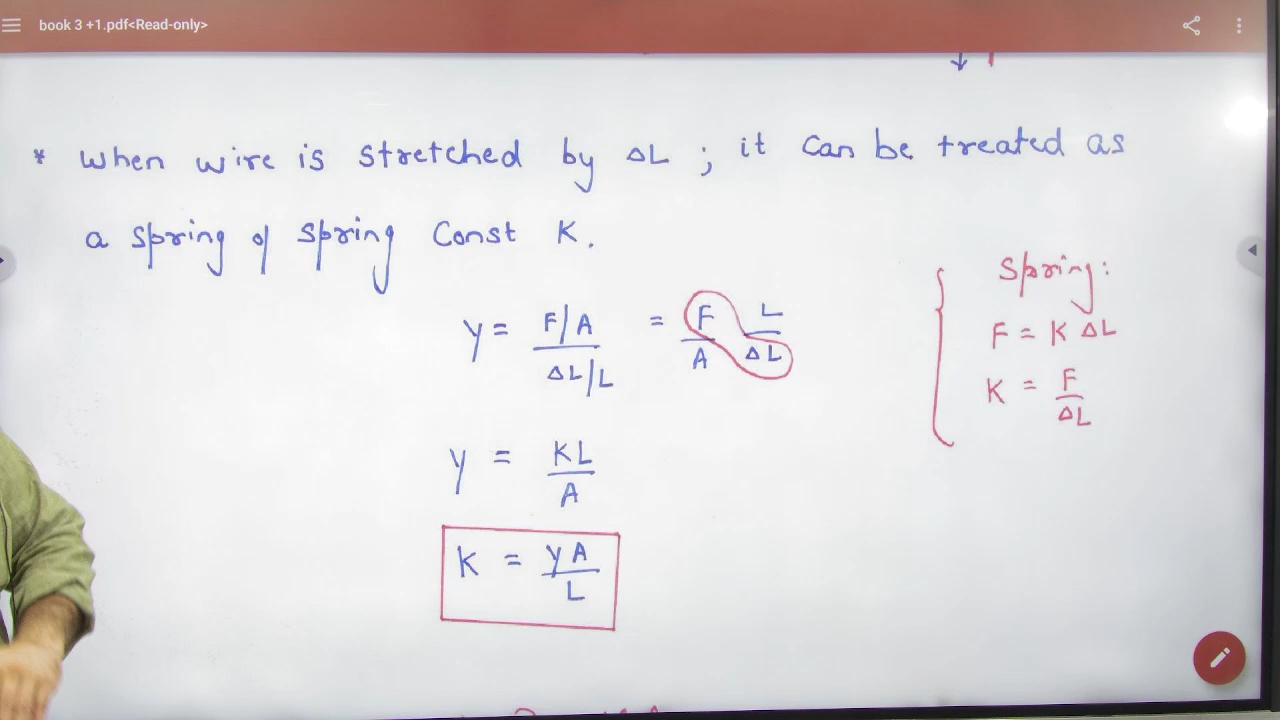 book 3 +1.pdf<Read-only>
* When wire is stretched by ΔL ; it can be treated as
a spring of spring const K.
Y = F/A / ΔL/L = F/A L/ΔL
Y = KL/A
K = YA/L
Spring:
F = K ΔL
K = F/ΔL